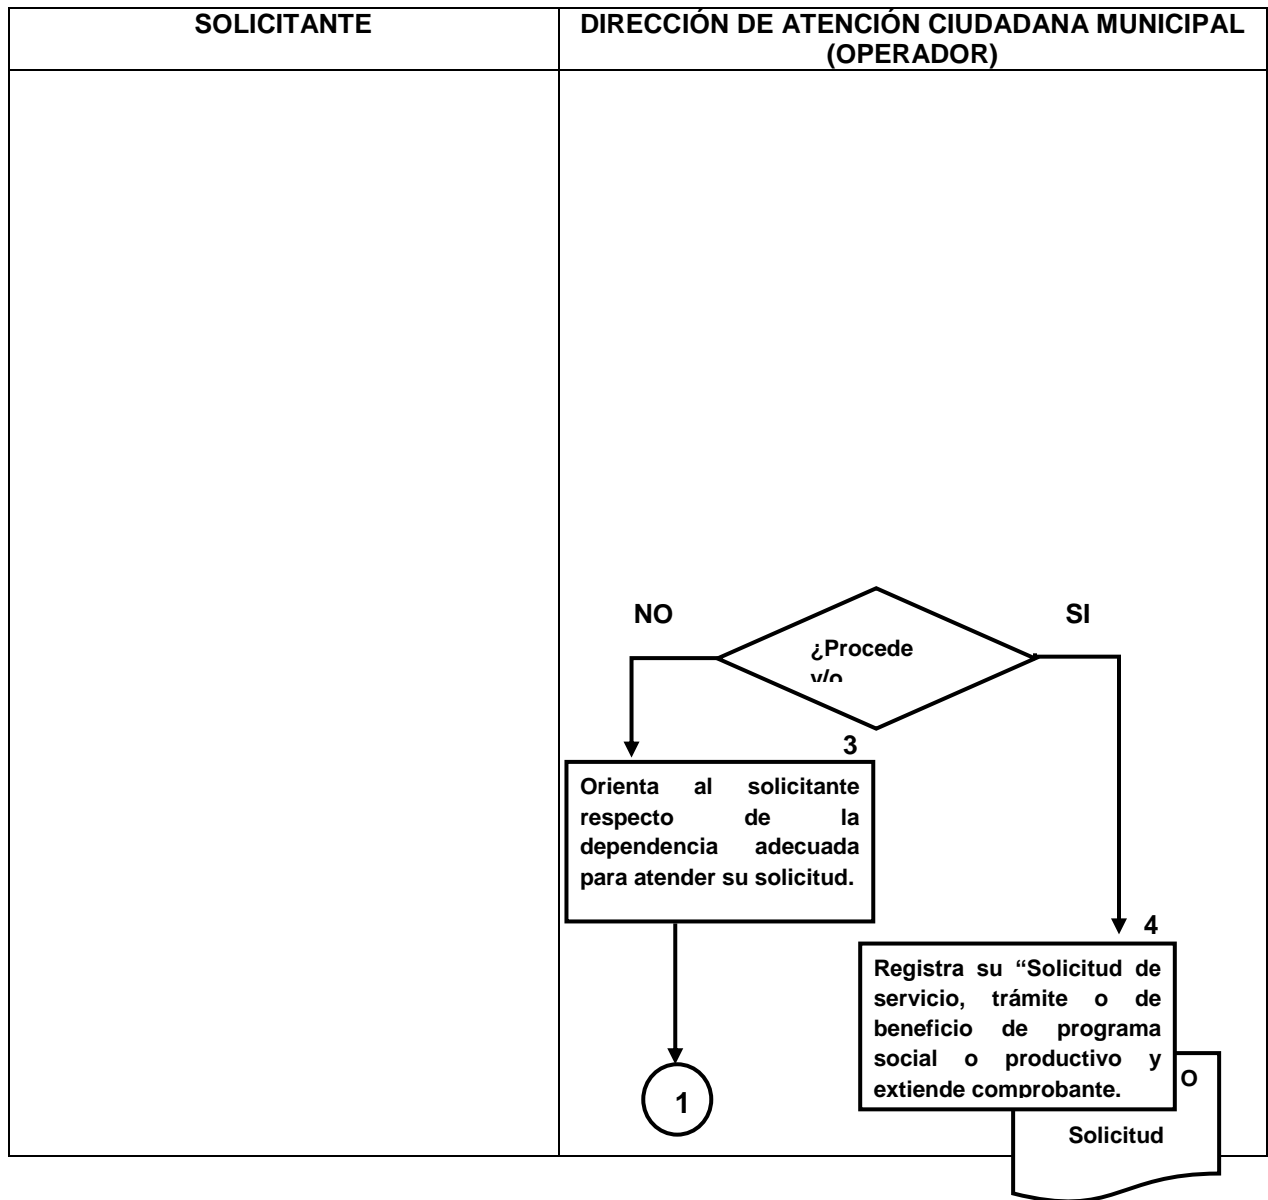 SOLICITANTE
DIRECCIÓN DE ATENCIÓN CIUDADANA MUNICIPAL
(OPERADOR)
NO
SI
¿Procede
y/o
3
Orienta al solicitante
respecto de la
dependencia adecuada
para atender su solicitud.
4
Registra su “Solicitud de
servicio, trámite o de
beneficio de programa
social o productivo y
extiende comprobante.
O
1
Solicitud